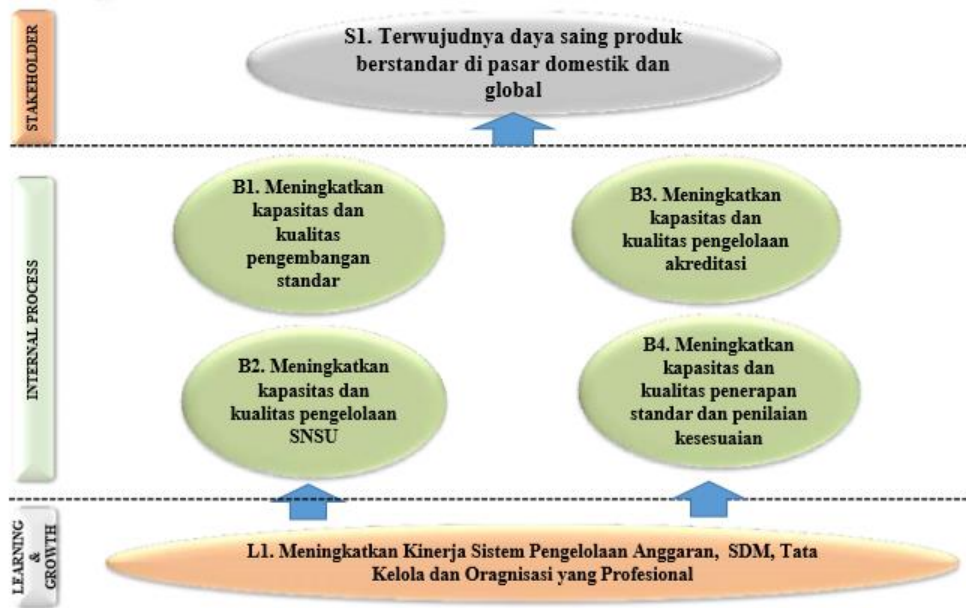 STAKEHOLDER
S1. Terwujudnya daya saing produk
berstandar di pasar domestik dan
global
INTERNAL PROCESS
B1. Meningkatkan
kapasitas dan
kualitas
pengembangan
standar
B3. Meningkatkan
kapasitas dan
kualitas pengelolaan
akreditasi
B2. Meningkatkan
kapasitas dan
kualitas pengelolaan
SNSU
B4. Meningkatkan
kapasitas dan
kualitas penerapan
standar dan penilaian
kesesuaian
LEARNING
&
GROWTH
L1. Meningkatkan Kinerja Sistem Pengelolaan Anggaran, SDM, Tata
Kelola dan Oragnisasi yang Profesional